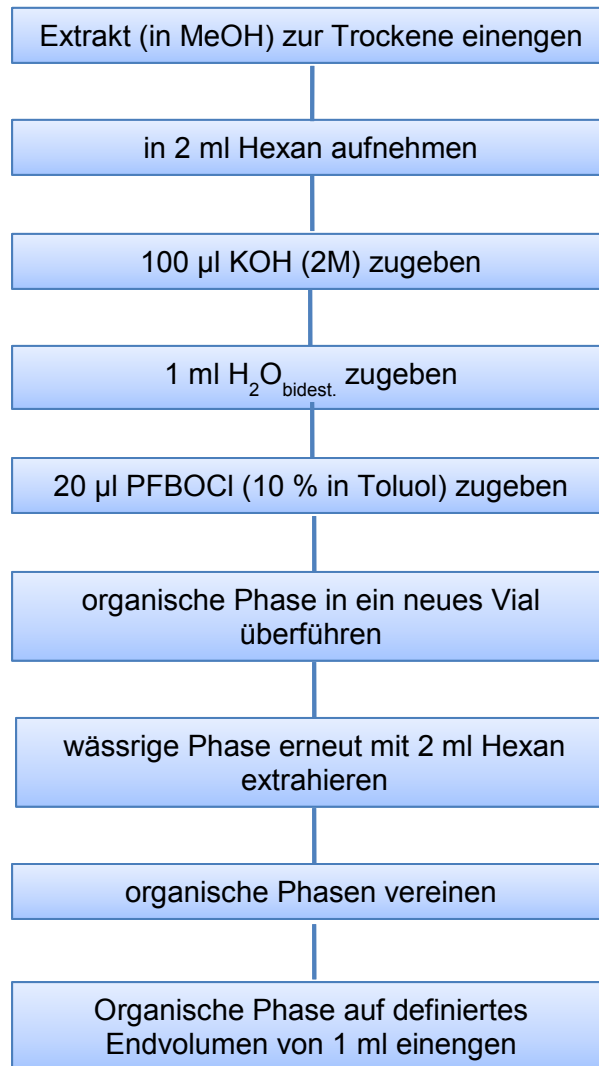 Extrakt (in MeOH) zur Trockene einengen
in 2 ml Hexan aufnehmen
100 µl KOH (2M) zugeben
1 ml H₂O bidest. zugeben
20 µl PFBOCl (10 % in Toluol) zugeben
organische Phase in ein neues Vial
überführen
wässrige Phase erneut mit 2 ml Hexan
extrahieren
organische Phasen vereinen
Organische Phase auf definiertes
Endvolumen von 1 ml einengen